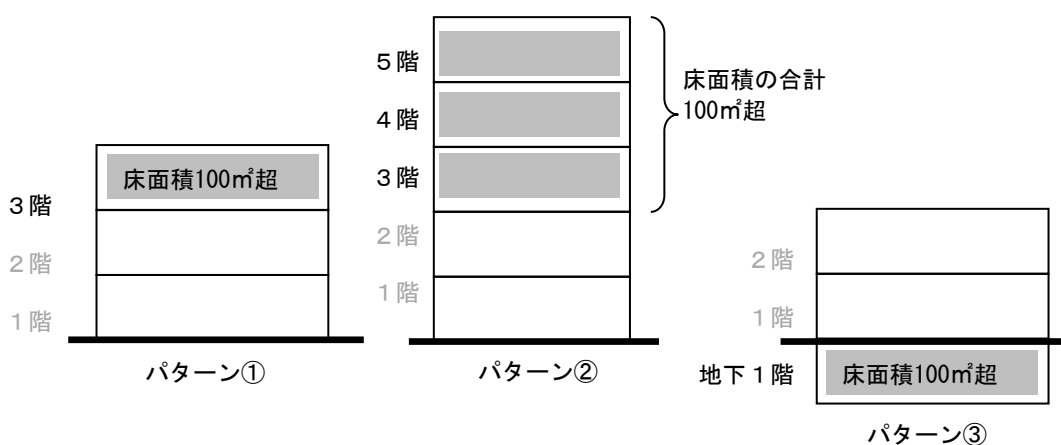 床面積100㎡超
3階
2階
1階
パターン①
5階
4階
3階
2階
1階
床面積の合計
100㎡超
パターン②
2階
1階
地下1階
床面積100㎡超
パターン③